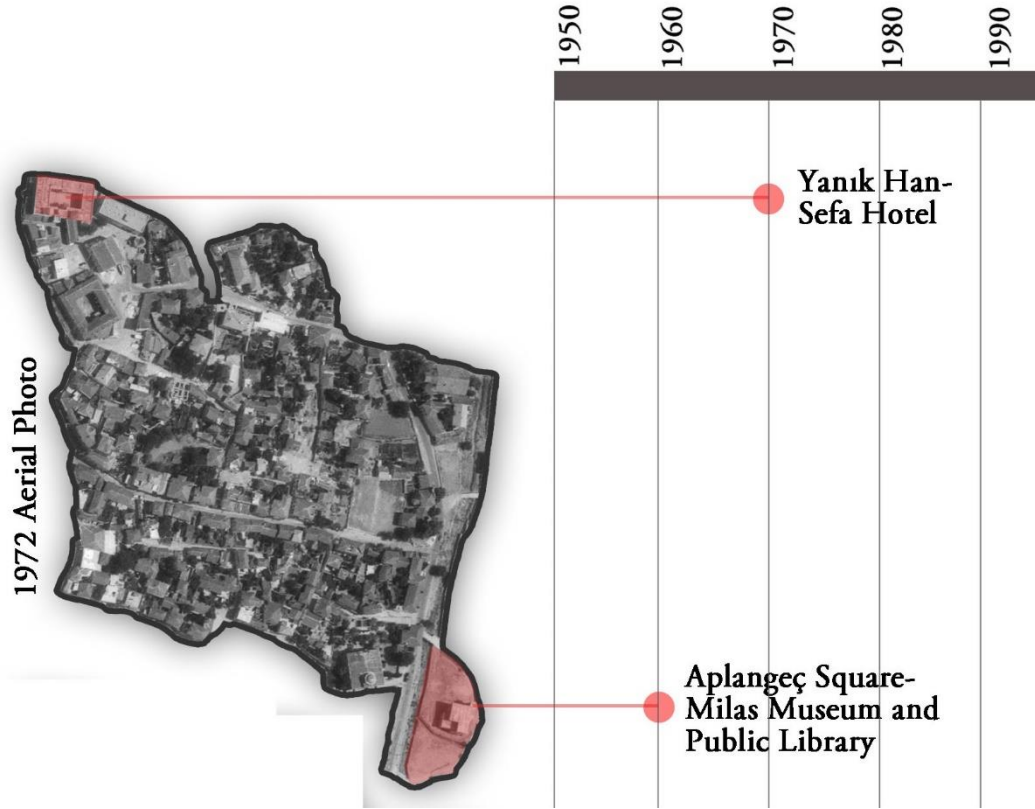 1950
1960
1970
1980
1990
Yanık Han-
Sefa Hotel
1972 Aerial Photo
Aplangeç Square-
Milas Museum and
Public Library